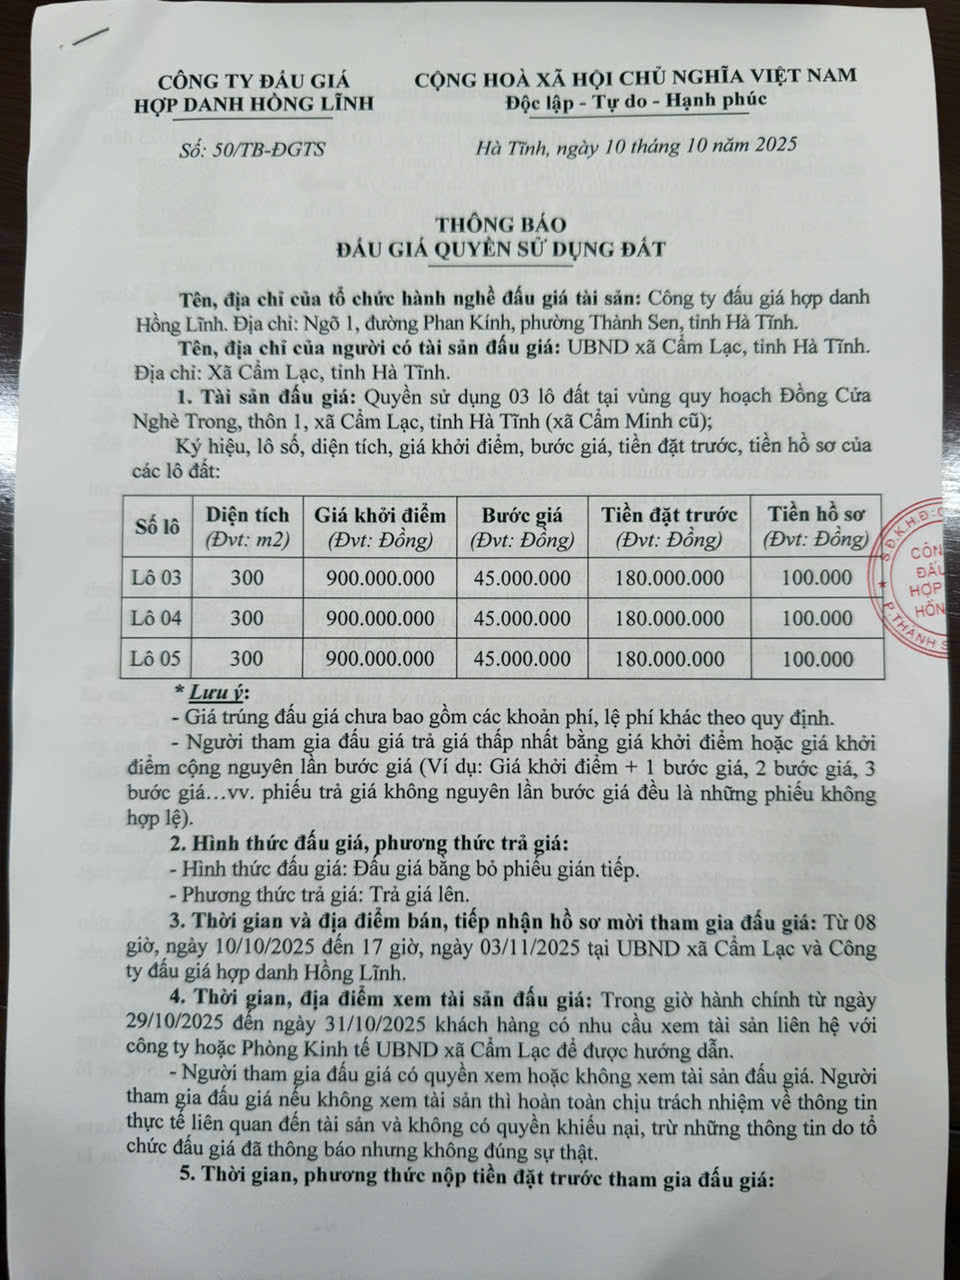 CÔNG TY ĐẤU GIÁ
HỢP DANH HỒNG LĨNH
CỘNG HOÀ XÃ HỘI CHỦ NGHĨA VIỆT NAM
Độc lập - Tự do - Hạnh phúc
Số: 50/TB-ĐGTS
Hà Tĩnh, ngày 10 tháng 10 năm 2025
THÔNG BÁO
ĐẤU GIÁ QUYỀN SỬ DỤNG ĐẤT
Tên, địa chỉ của tổ chức hành nghề đấu giá tài sản: Công ty đấu giá hợp danh
Hồng Lĩnh. Địa chỉ: Ngõ 1, đường Phan Kính, phường Thành Sen, tỉnh Hà Tĩnh.
Tên, địa chỉ của người có tài sản đấu giá: UBND xã Cẩm Lạc, tỉnh Hà Tĩnh.
Địa chỉ: Xã Cẩm Lạc, tỉnh Hà Tĩnh.
1. Tài sản đấu giá: Quyền sử dụng 03 lô đất tại vùng quy hoạch Đồng Cửa
Nghè Trong, thôn 1, xã Cẩm Lạc, tỉnh Hà Tĩnh (xã Cẩm Minh cũ);
Ký hiệu, lô số, diện tích, giá khởi điểm, bước giá, tiền đặt trước, tiền hồ sơ của
các lô đất:
Số lô Diện tích (Đvt: m2) Giá khởi điểm (Đvt: Đồng) Bước giá (Đvt: Đồng) Tiền đặt trước (Đvt: Đồng) Tiền hồ sơ (Đvt: Đồng)
Lô 03 300 900.000.000 45.000.000 180.000.000 100.000
Lô 04 300 900.000.000 45.000.000 180.000.000 100.000
Lô 05 300 900.000.000 45.000.000 180.000.000 100.000
* Lưu ý:
- Giá trúng đấu giá chưa bao gồm các khoản phí, lệ phí khác theo quy định.
- Người tham gia đấu giá trả giá thấp nhất bằng giá khởi điểm hoặc giá khởi
điểm cộng nguyên lần bước giá (Ví dụ: Giá khởi điểm + 1 bước giá, 2 bước giá, 3
bước giá…vv. phiếu trả giá không nguyên lần bước giá đều là những phiếu không
hợp lệ).
2. Hình thức đấu giá, phương thức trả giá:
- Hình thức đấu giá: Đấu giá bằng bỏ phiếu gián tiếp.
- Phương thức trả giá: Trả giá lên.
3. Thời gian và địa điểm bán, tiếp nhận hồ sơ mời tham gia đấu giá: Từ 08
giờ, ngày 10/10/2025 đến 17 giờ, ngày 03/11/2025 tại UBND xã Cẩm Lạc và Công
ty đấu giá hợp danh Hồng Lĩnh.
4. Thời gian, địa điểm xem tài sản đấu giá: Trong giờ hành chính từ ngày
29/10/2025 đến ngày 31/10/2025 khách hàng có nhu cầu xem tài sản liên hệ với
công ty hoặc Phòng Kinh tế UBND xã Cẩm Lạc để được hướng dẫn.
- Người tham gia đấu giá có quyền xem hoặc không xem tài sản đấu giá. Người
tham gia đấu giá nếu không xem tài sản thì hoàn toàn chịu trách nhiệm về thông tin
thực tế liên quan đến tài sản và không có quyền khiếu nại, trừ những thông tin do tổ
chức đấu giá đã thông báo nhưng không đúng sự thật.
5. Thời gian, phương thức nộp tiền đặt trước tham gia đấu giá: